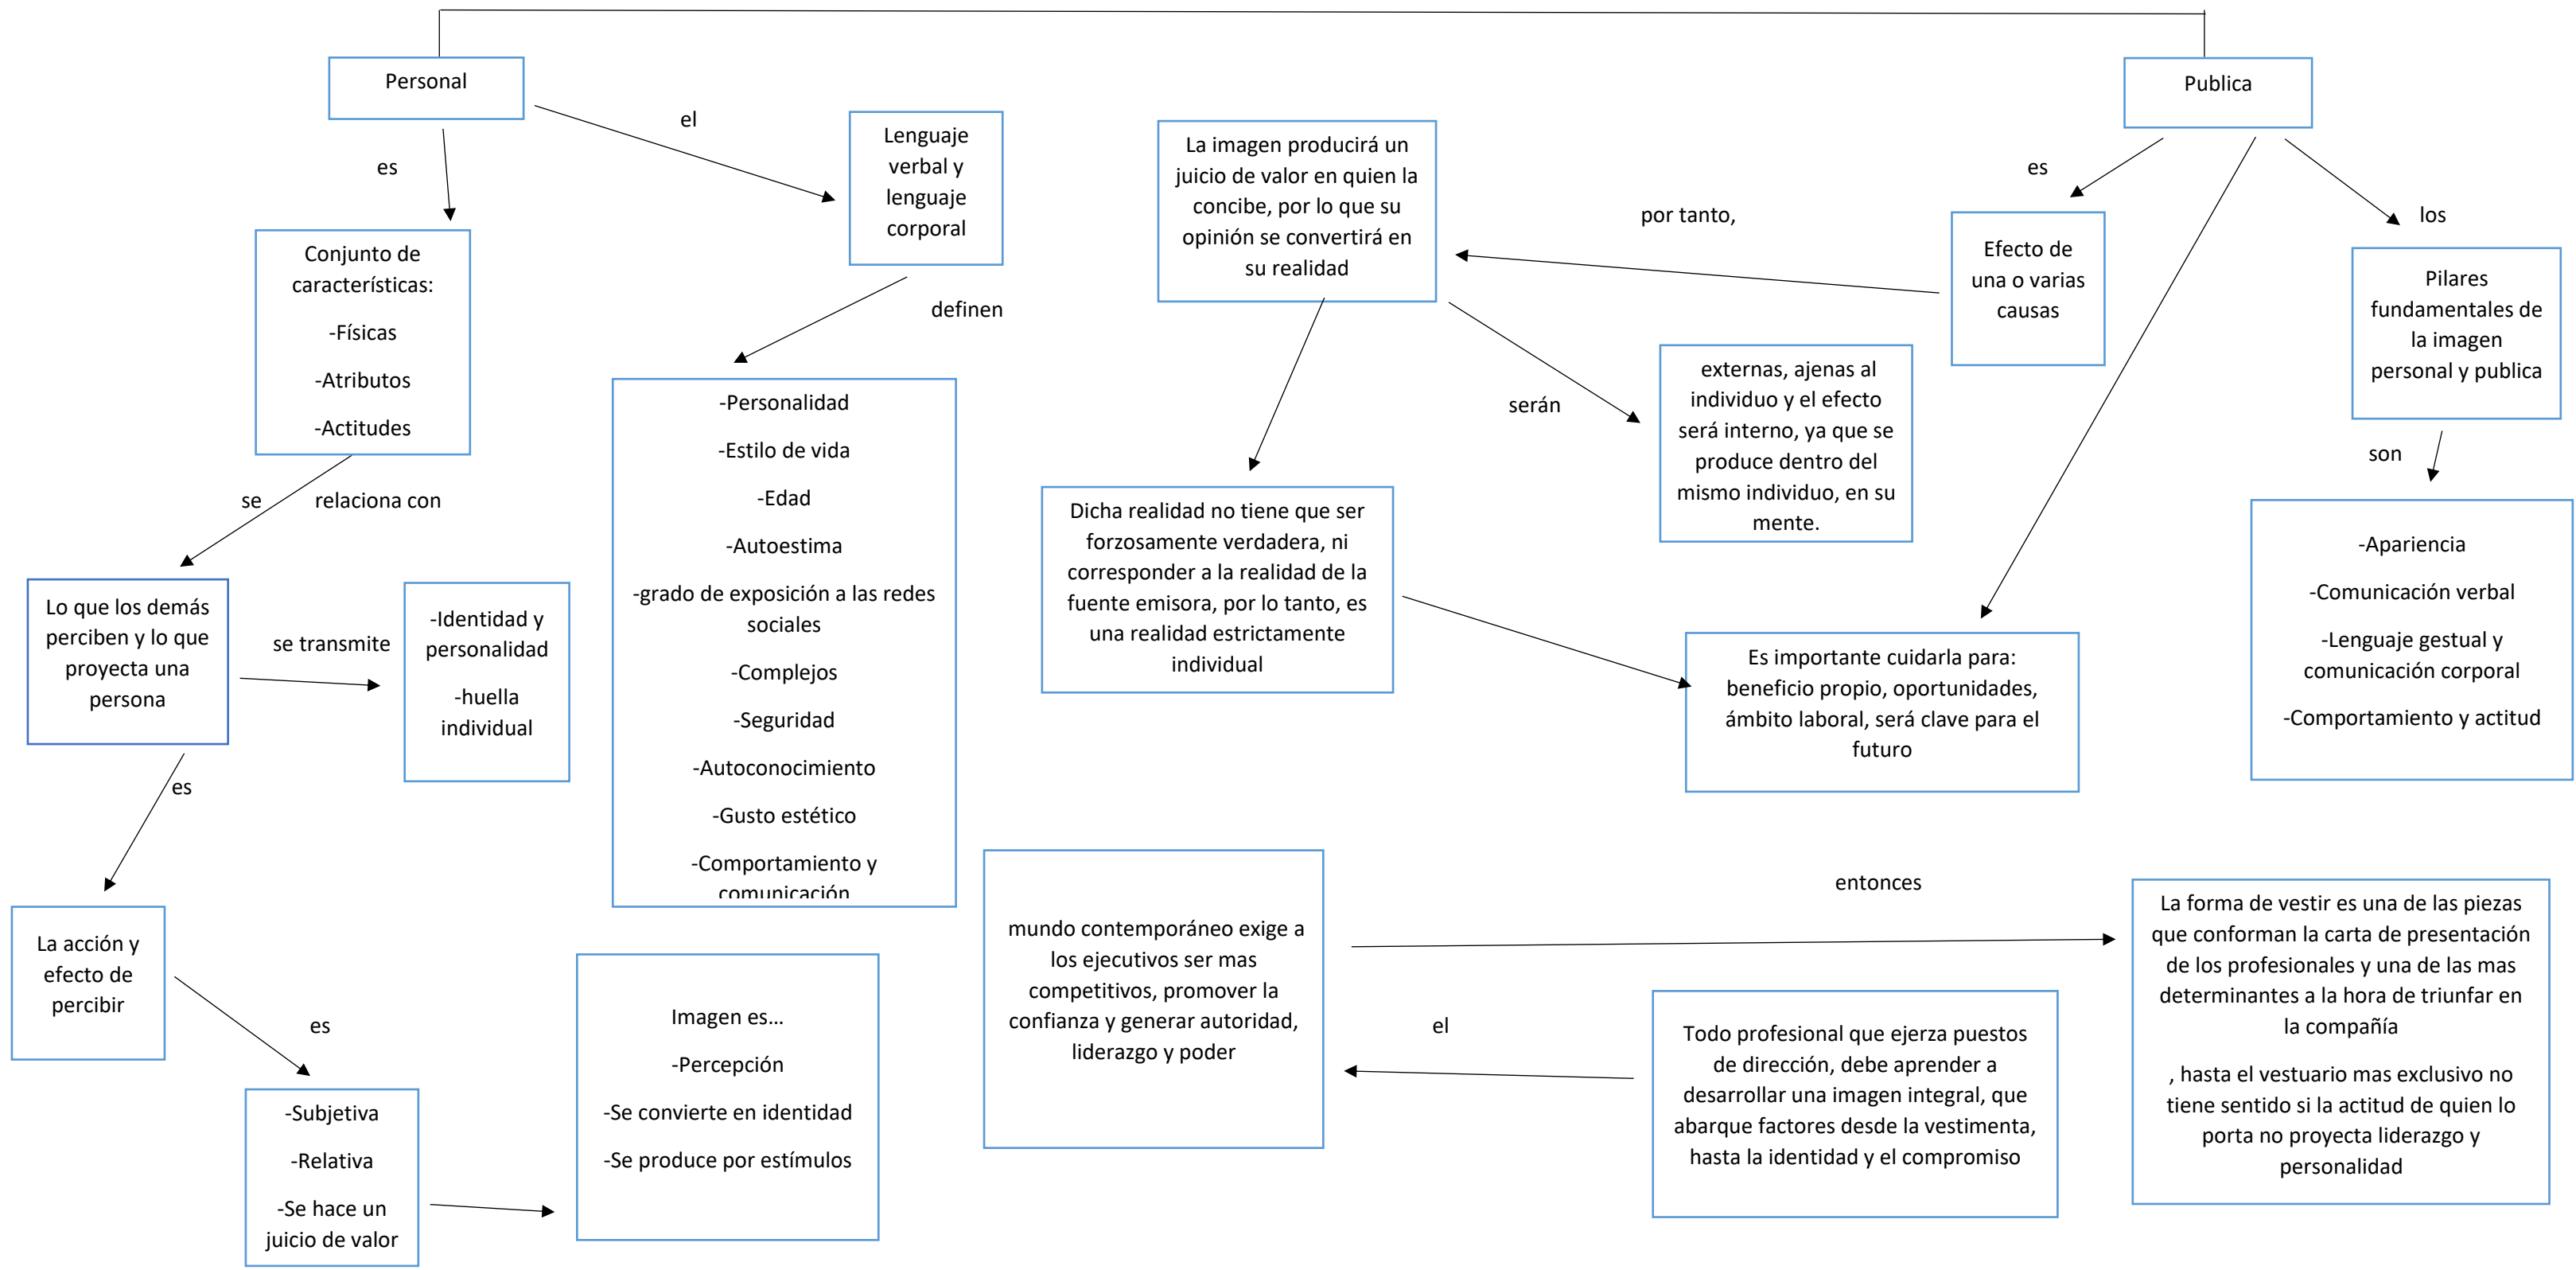 Personal
Publica
el
es
Lenguaje
verbal y
lenguaje
corporal
La imagen producirá un
juicio de valor en quien la
concibe, por lo que su
opinión se convertirá en
su realidad
es
los
por tanto,
Conjunto de
características:
-Físicas
-Atributos
-Actitudes
Efecto de
una o varias
causas
Pilares
fundamentales de
la imagen
personal y publica
definen
-Personalidad
-Estilo de vida
-Edad
-Autoestima
-grado de exposición a las redes
sociales
-Complejos
-Seguridad
-Autoconocimiento
-Gusto estético
-Comportamiento y
comunicación
serán
externas, ajenas al
individuo y el efecto
será interno, ya que se
produce dentro del
mismo individuo, en su
mente.
son
se
relaciona con
Dicha realidad no tiene que ser
forzosamente verdadera, ni
corresponder a la realidad de la
fuente emisora, por lo tanto, es
una realidad estrictamente
individual
-Apariencia
-Comunicación verbal
-Lenguaje gestual y
comunicación corporal
-Comportamiento y actitud
Lo que los demás
perciben y lo que
proyecta una
persona
se transmite
-Identidad y
personalidad
-huella
individual
Es importante cuidarla para:
beneficio propio, oportunidades,
ámbito laboral, será clave para el
futuro
es
La acción y
efecto de
percibir
es
-Subjetiva
-Relativa
-Se hace un
juicio de valor
Imagen es…
-Percepción
-Se convierte en identidad
-Se produce por estímulos
mundo contemporáneo exige a
los ejecutivos ser mas
competitivos, promover la
confianza y generar autoridad,
liderazgo y poder
entonces
el
Todo profesional que ejerza puestos
de dirección, debe aprender a
desarrollar una imagen integral, que
abarque factores desde la vestimenta,
hasta la identidad y el compromiso
La forma de vestir es una de las piezas
que conforman la carta de presentación
de los profesionales y una de las mas
determinantes a la hora de triunfar en
la compañía
, hasta el vestuario mas exclusivo no
tiene sentido si la actitud de quien lo
porta no proyecta liderazgo y
personalidad